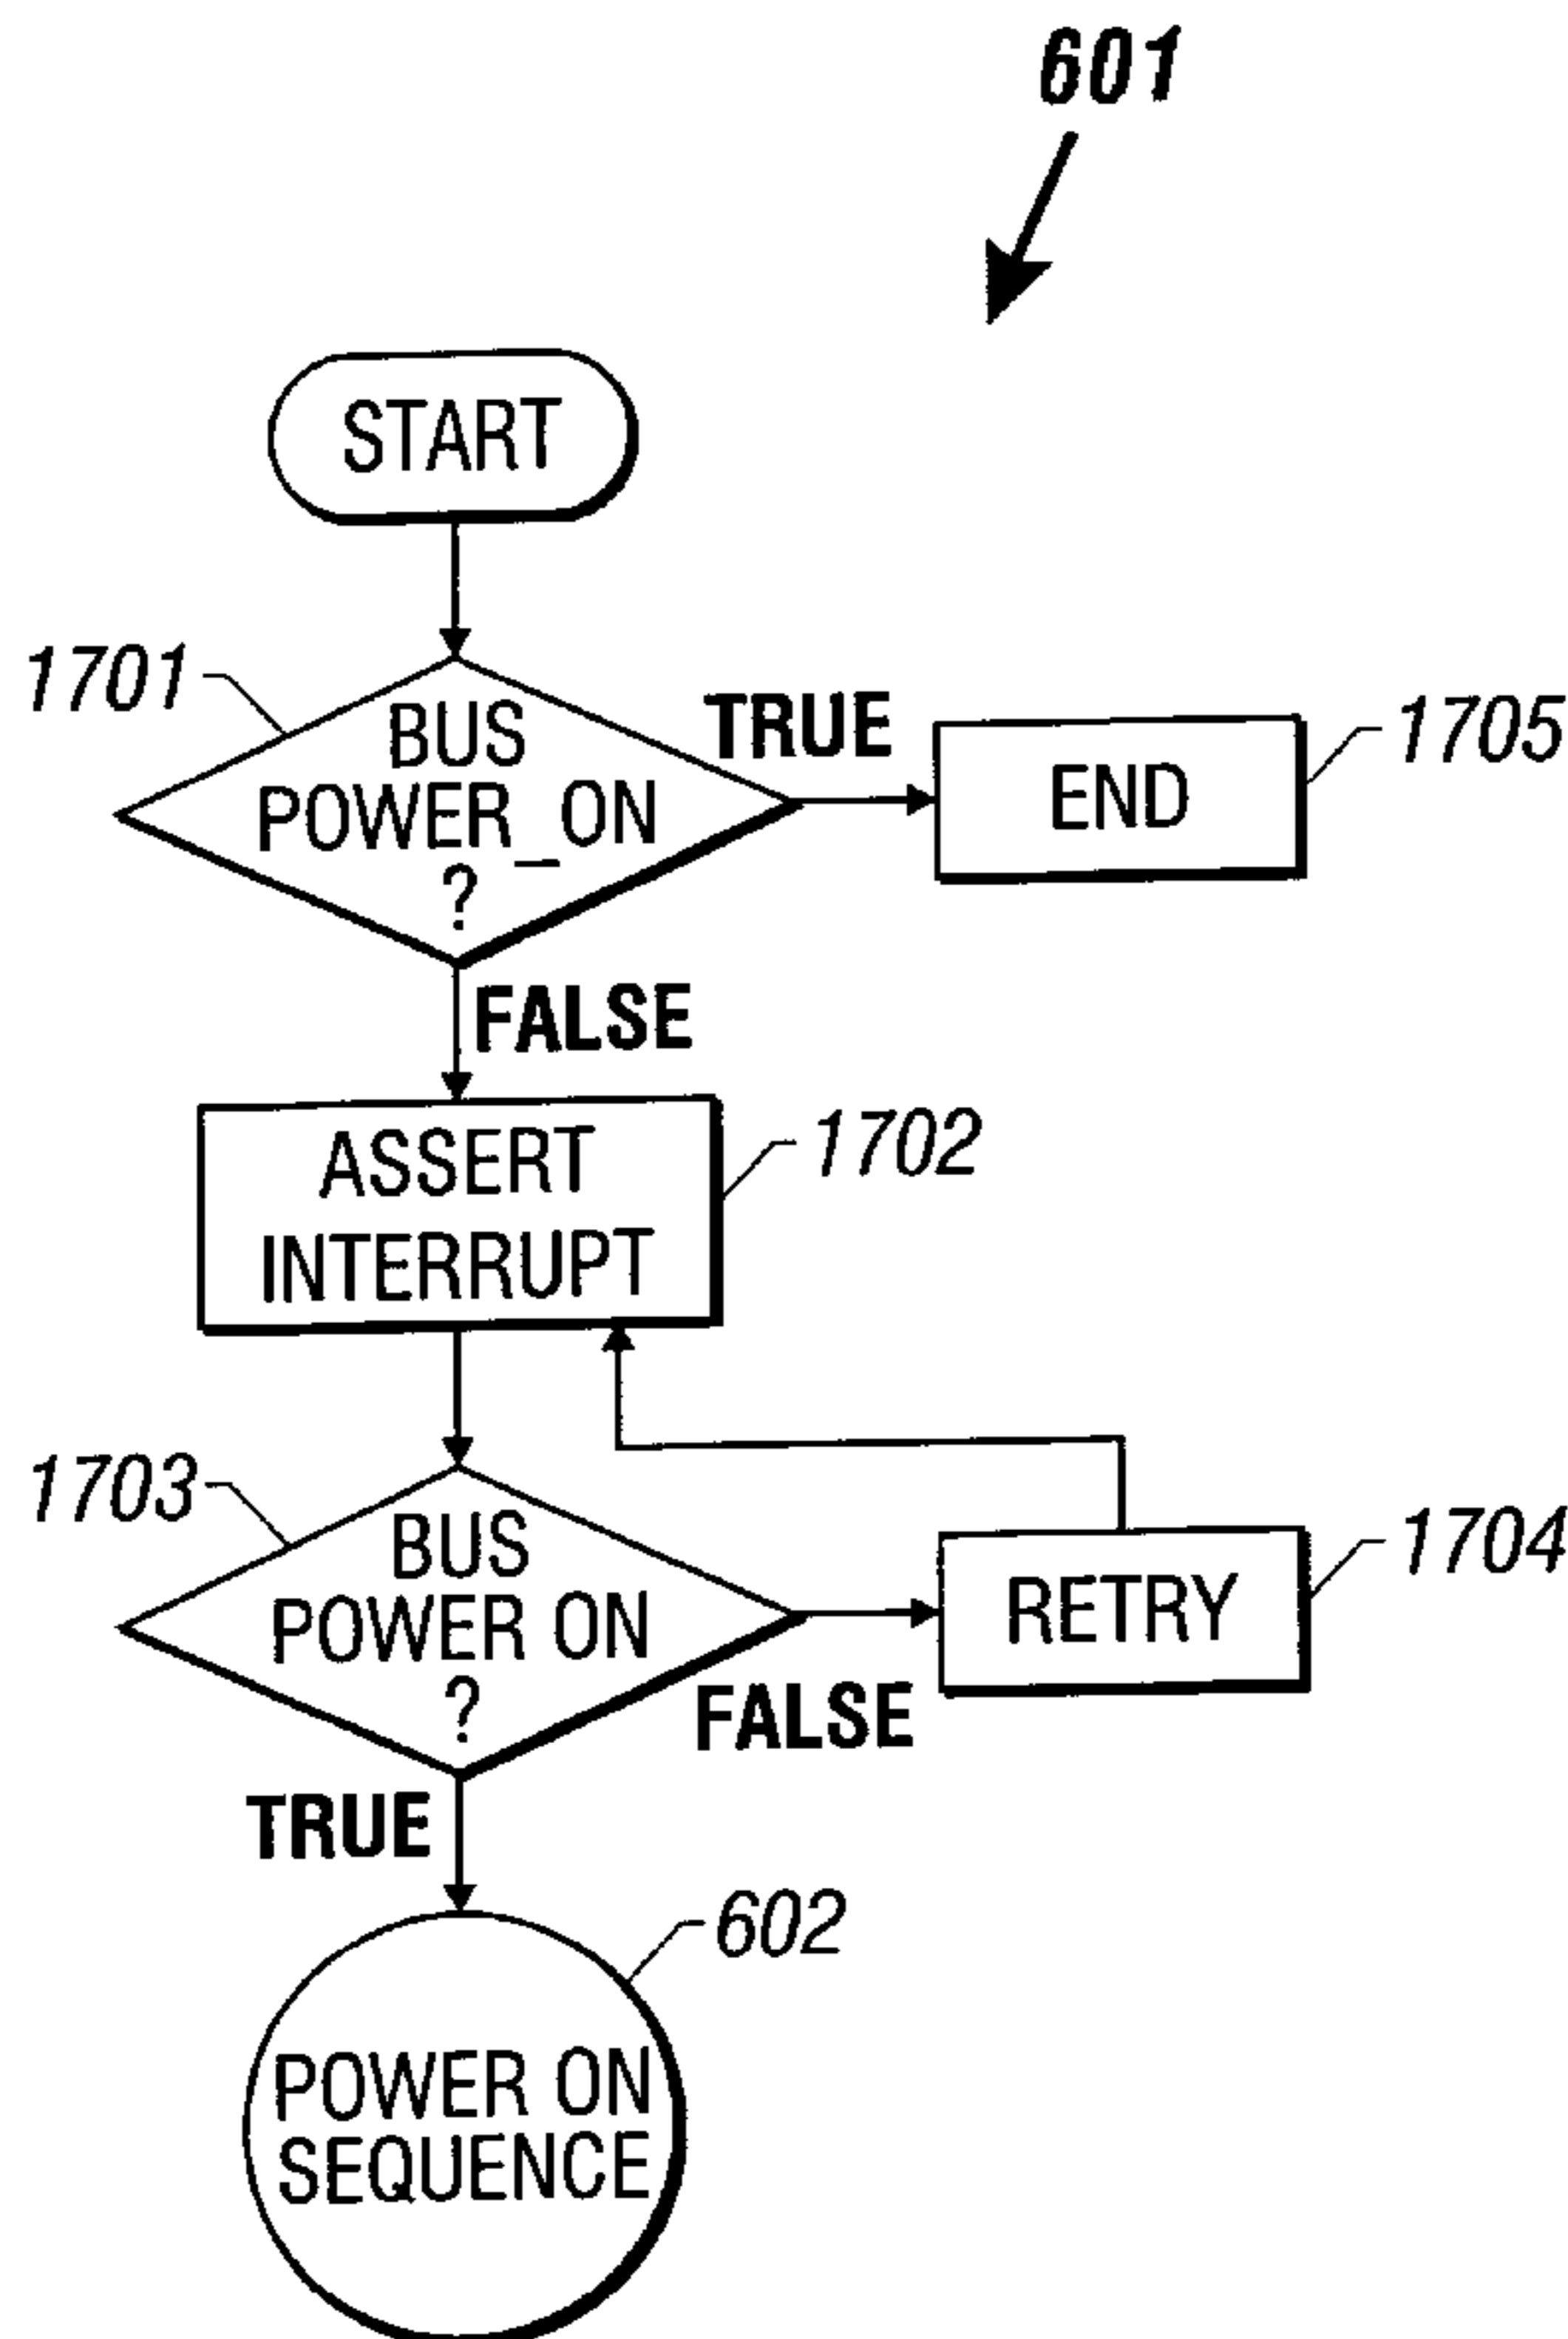 601
START
1701
BUS
POWER_ON
?
TRUE
END
1705
FALSE
ASSERT
INTERRUPT
1702
1703
BUS
POWER ON
?
FALSE
RETRY
1704
TRUE
602
POWER ON
SEQUENCE